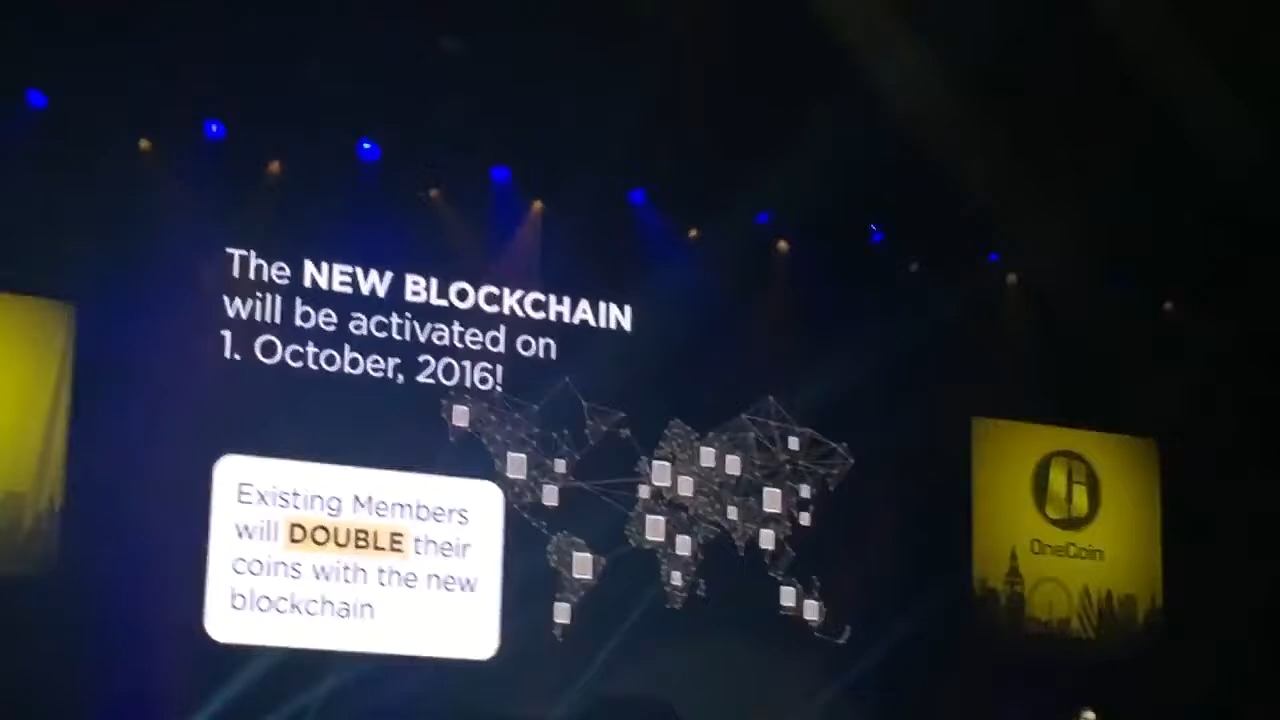 The NEW BLOCKCHAIN
will be activated on
1. October, 2016!
Existing Members
will DOUBLE their
coins with the new
blockchain
OneCoin